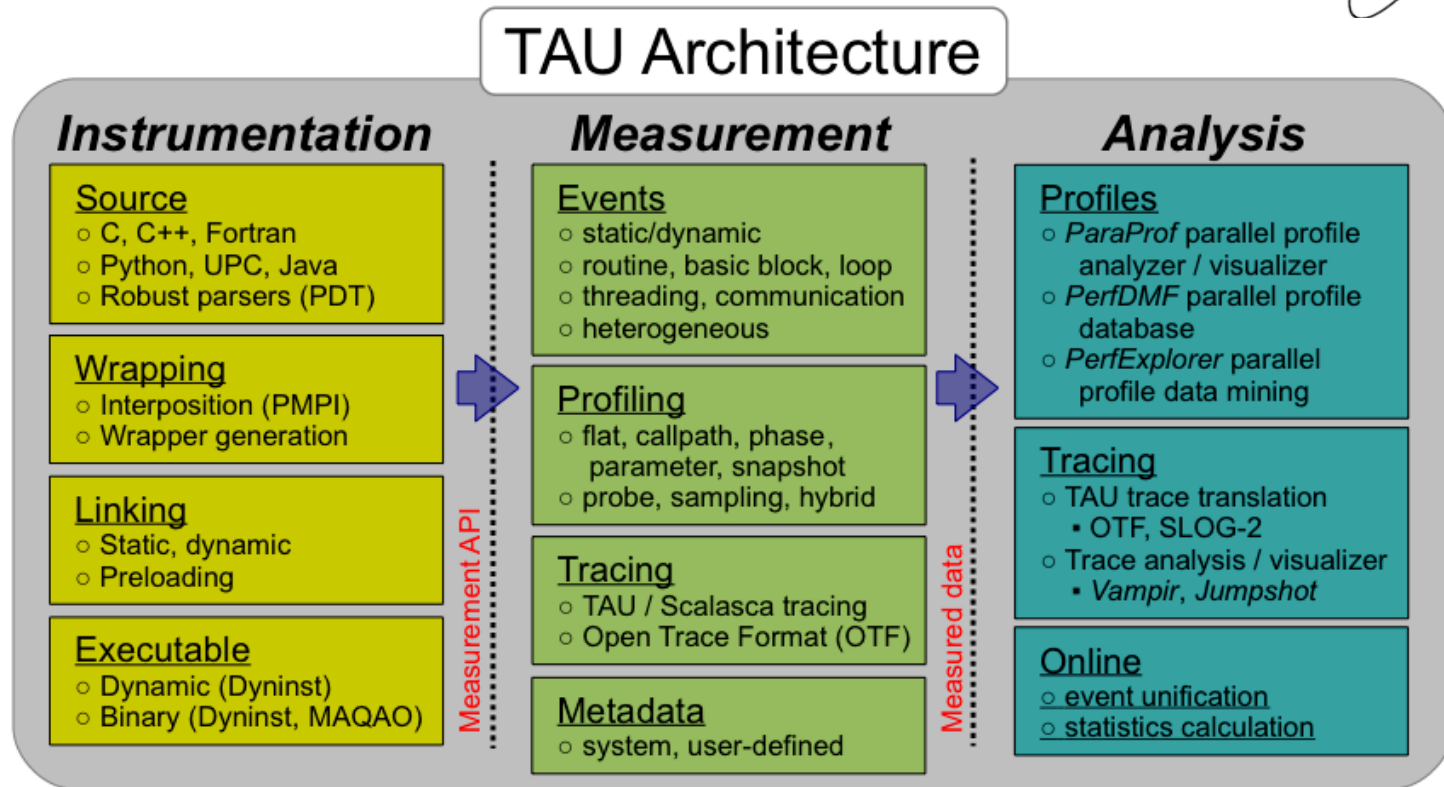 TAU Architecture
Instrumentation
Source
○ C, C++, Fortran
○ Python, UPC, Java
○ Robust parsers (PDT)
Wrapping
○ Interposition (PMPI)
○ Wrapper generation
Linking
○ Static, dynamic
○ Preloading
Executable
○ Dynamic (Dyninst)
○ Binary (Dyninst, MAQAO)
Measurement API
Measurement
Events
○ static/dynamic
○ routine, basic block, loop
○ threading, communication
○ heterogeneous
Profiling
○ flat, callpath, phase,
parameter, snapshot
○ probe, sampling, hybrid
Tracing
○ TAU / Scalasca tracing
○ Open Trace Format (OTF)
Metadata
○ system, user-defined
Measured data
Analysis
Profiles
○ ParaProf parallel profile
analyzer / visualizer
○ PerfDMF parallel profile
database
○ PerfExplorer parallel
profile data mining
Tracing
○ TAU trace translation
▪ OTF, SLOG-2
○ Trace analysis / visualizer
▪ Vampir, Jumpshot
Online
○ event unification
○ statistics calculation